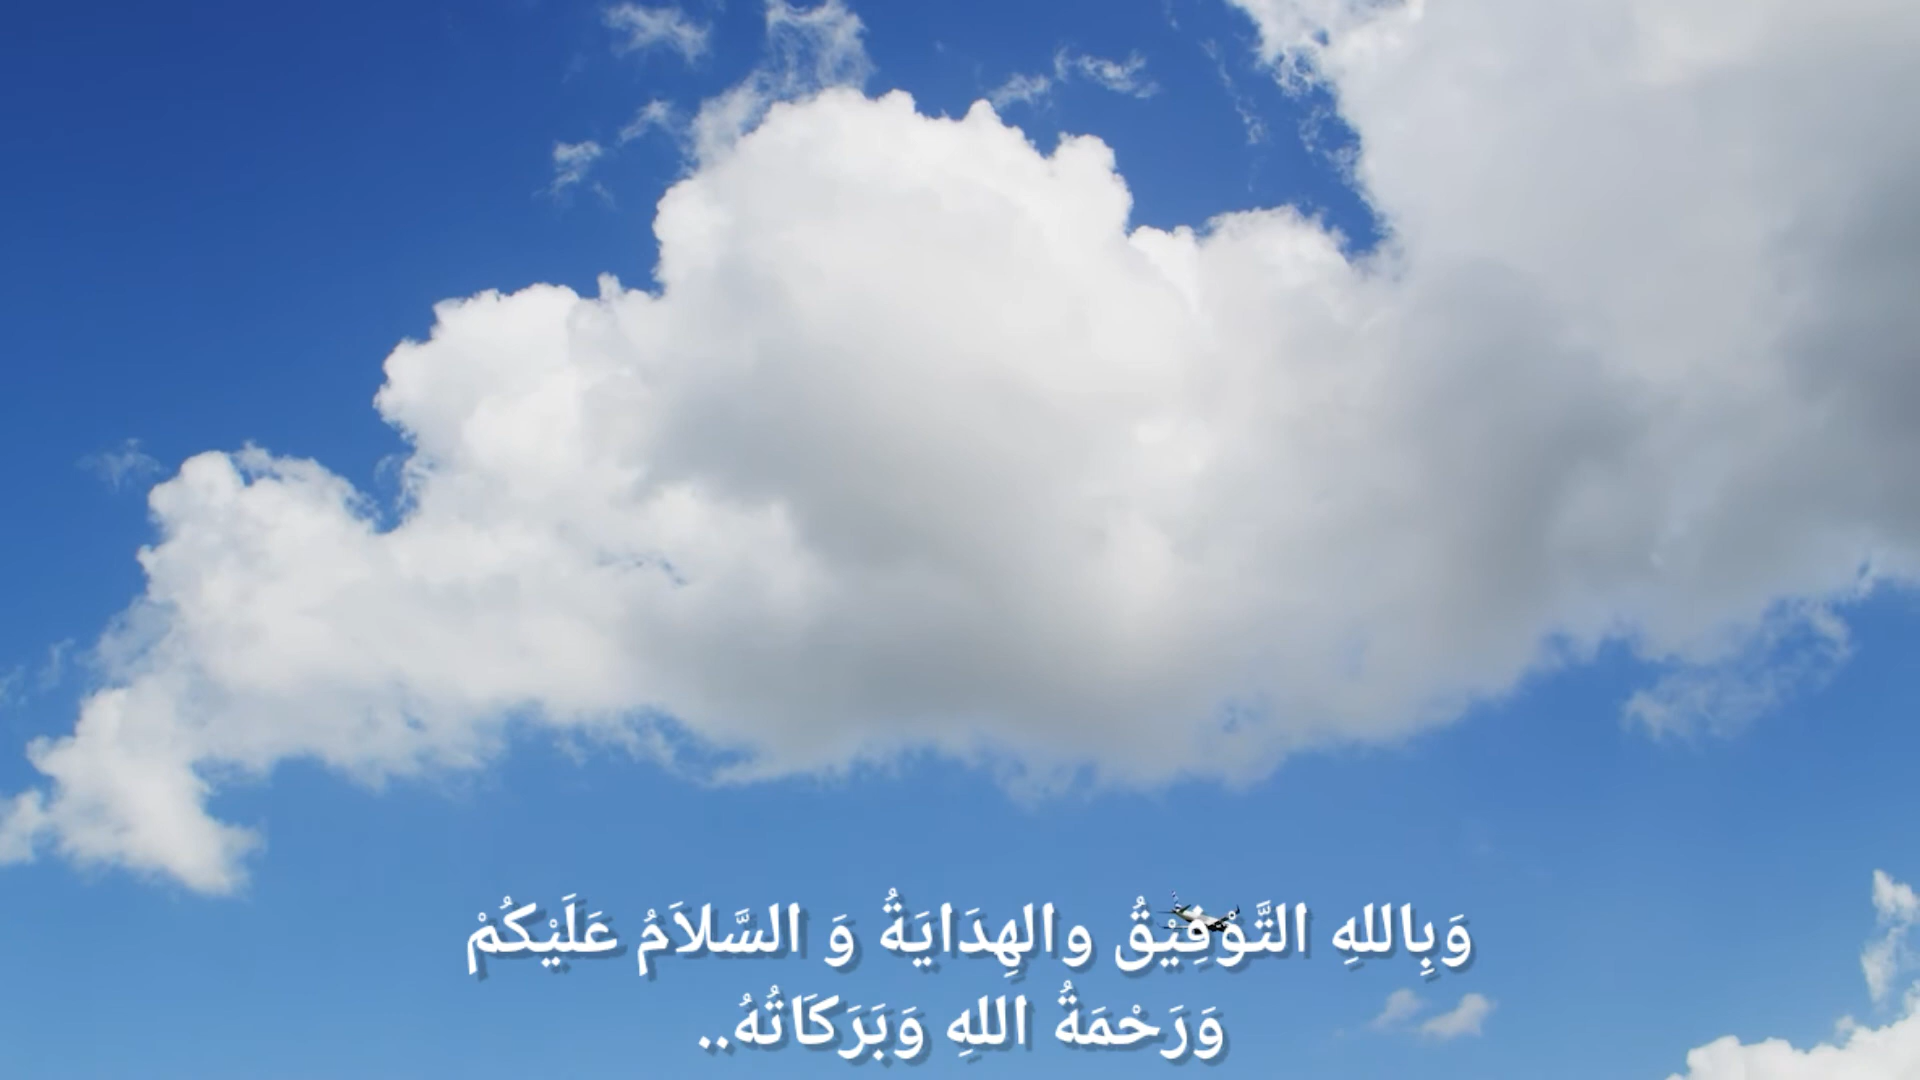 وَبِاللهِ التَّوْفِيْقُ والهِدَايَةُ وَ السَّلاَمُ عَلَيْكُمْ
وَرَحْمَةُ اللهِ وَبَرَكَاتُهُ..